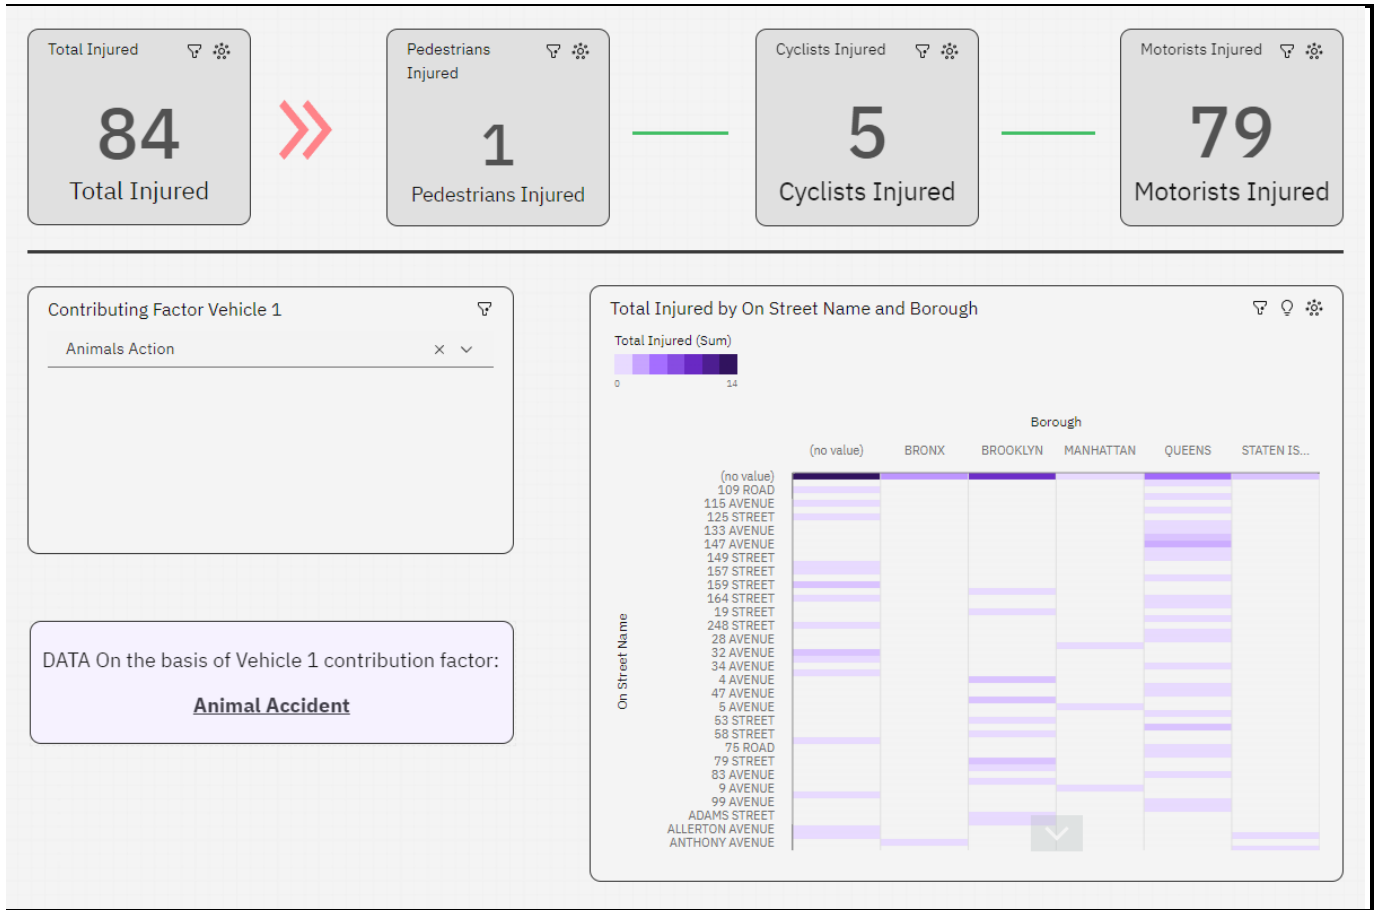 Total Injured
84
Total Injured
Pedestrians
Injured
1
Pedestrians Injured
Cyclists Injured
5
Cyclists Injured
Motorists Injured
79
Motorists Injured
Contributing Factor Vehicle 1
Animals Action
DATA On the basis of Vehicle 1 contribution factor:
Animal Accident
Total Injured by On Street Name and Borough
Total Injured (Sum)
0 14
Borough
(no value) BRONX BROOKLYN MANHATTAN QUEENS STATEN IS...
On Street Name
(no value)
109 ROAD
115 AVENUE
125 STREET
133 AVENUE
147 AVENUE
149 STREET
157 STREET
159 STREET
164 STREET
19 STREET
248 STREET
28 AVENUE
32 AVENUE
34 AVENUE
4 AVENUE
47 AVENUE
5 AVENUE
53 STREET
58 STREET
75 ROAD
79 STREET
83 AVENUE
9 AVENUE
99 AVENUE
ADAMS STREET
ALLERTON AVENUE
ANTHONY AVENUE